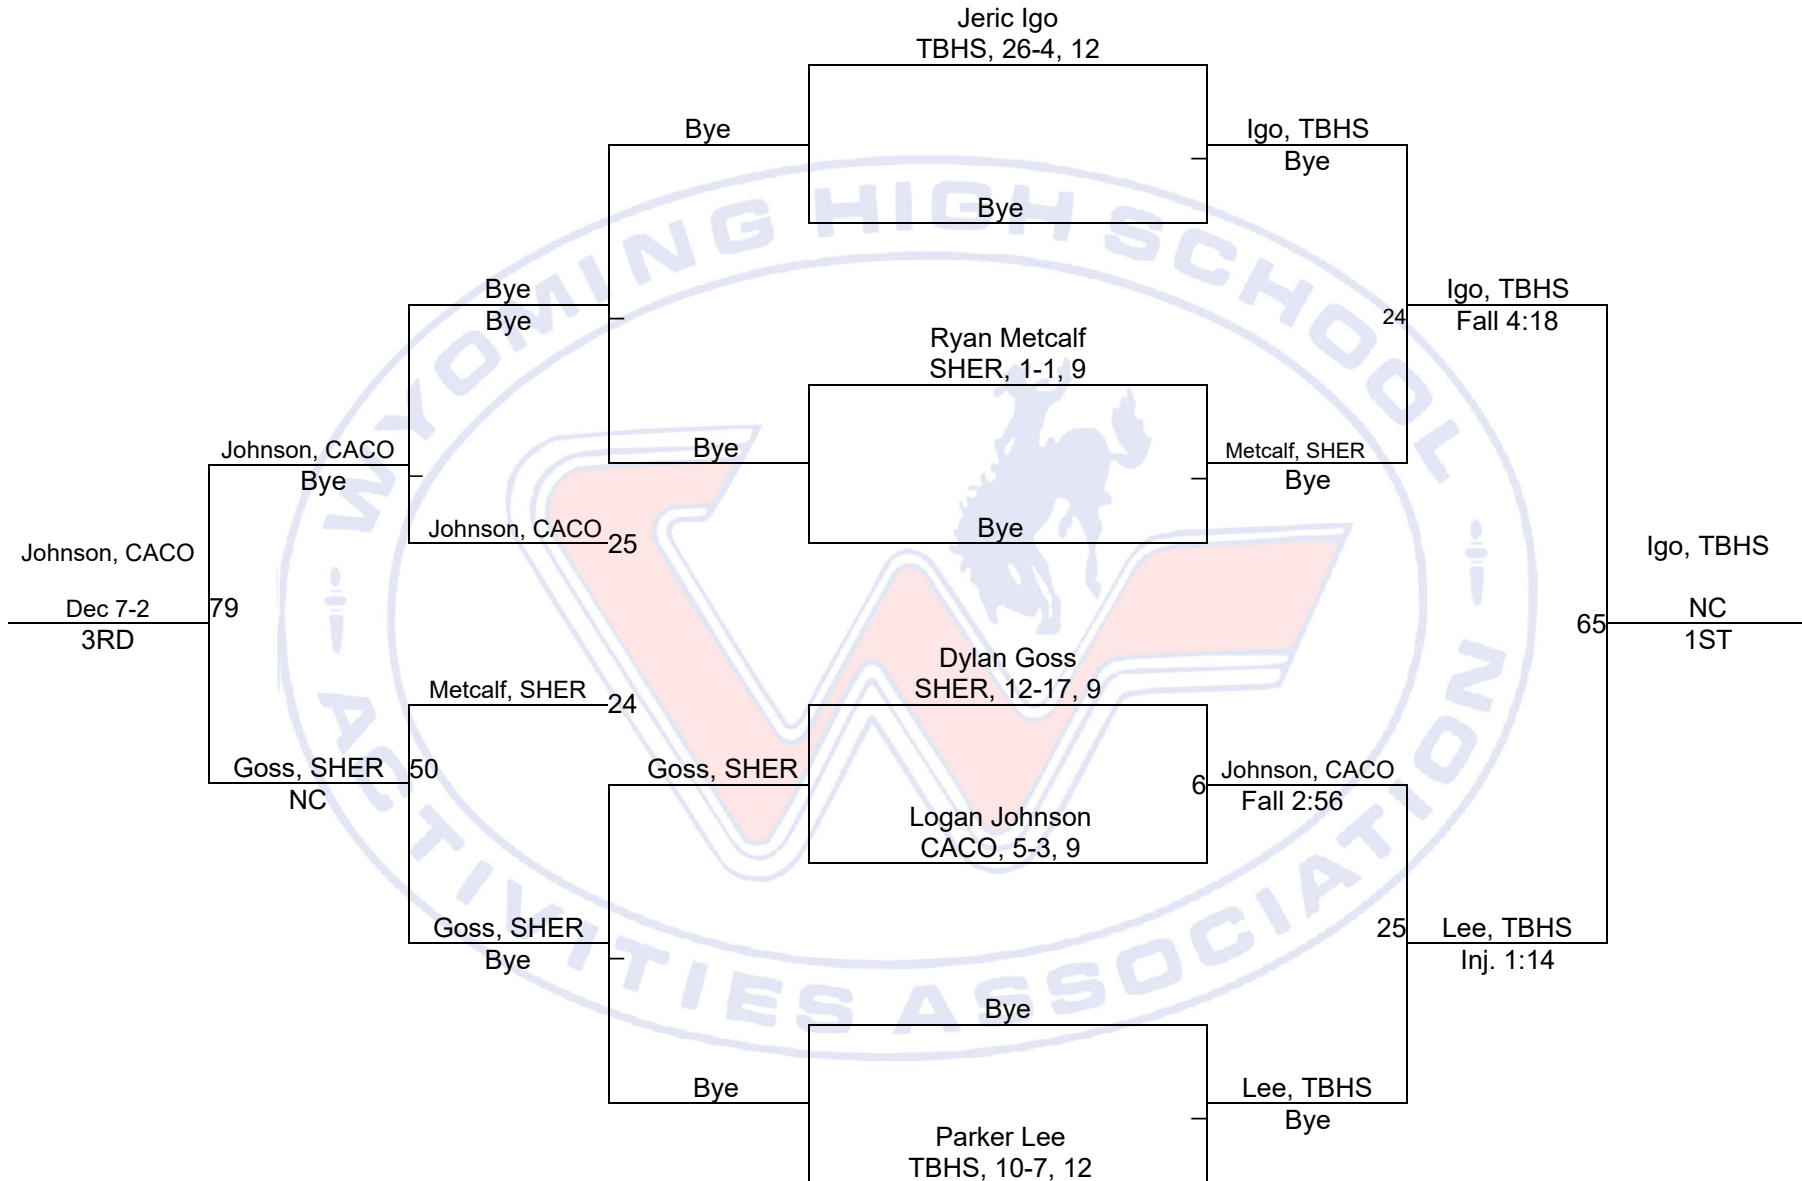 Jeric Igo
TBHS, 26-4, 12
Bye
Igo, TBHS
Bye
Bye
Bye
Bye
Igo, TBHS
24
Fall 4:18
Ryan Metcalf
SHER, 1-1, 9
Johnson, CACO
Bye
Bye
Metcalf, SHER
Bye
Johnson, CACO
25
Bye
Johnson, CACO
Igo, TBHS
Dec 7-2
79
3RD
65
NC
1ST
Dylan Goss
SHER, 12-17, 9
Metcalf, SHER
24
Goss, SHER
50
NC
Goss, SHER
6
Johnson, CACO
Fall 2:56
Logan Johnson
CACO, 5-3, 9
Goss, SHER
Bye
25
Lee, TBHS
Inj. 1:14
Bye
Bye
Lee, TBHS
Bye
Parker Lee
TBHS, 10-7, 12
WYOMING HIGH SCHOOL
ACTIVITIES ASSOCIATION